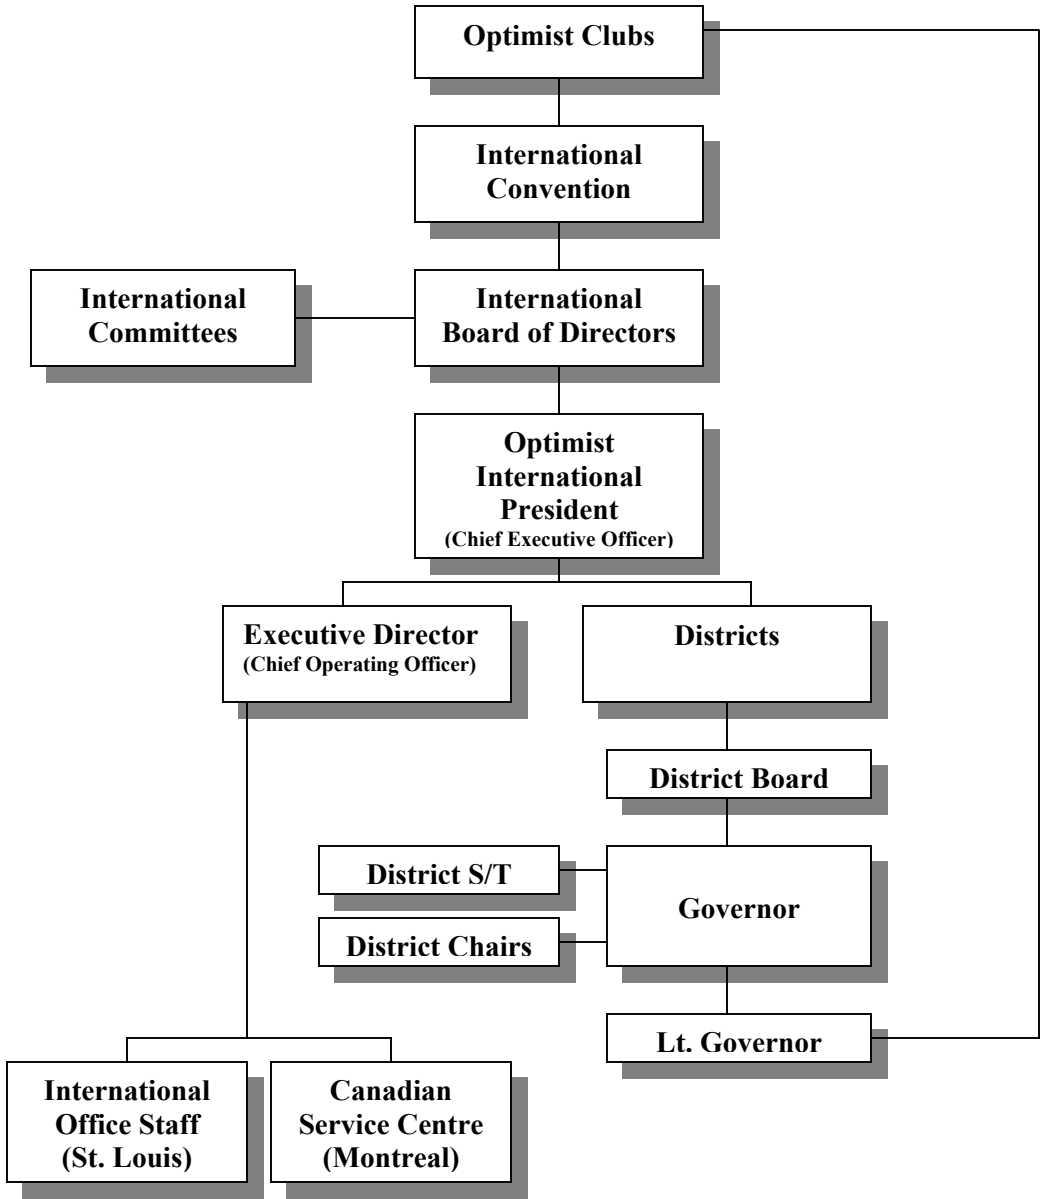 Optimist Clubs
International
Convention
International
Committees
International
Board of Directors
Optimist
International
President
(Chief Executive Officer)
Executive Director
(Chief Operating Officer)
Districts
District Board
District S/T
Governor
District Chairs
Lt. Governor
International
Office Staff
(St. Louis)
Canadian
Service Centre
(Montreal)